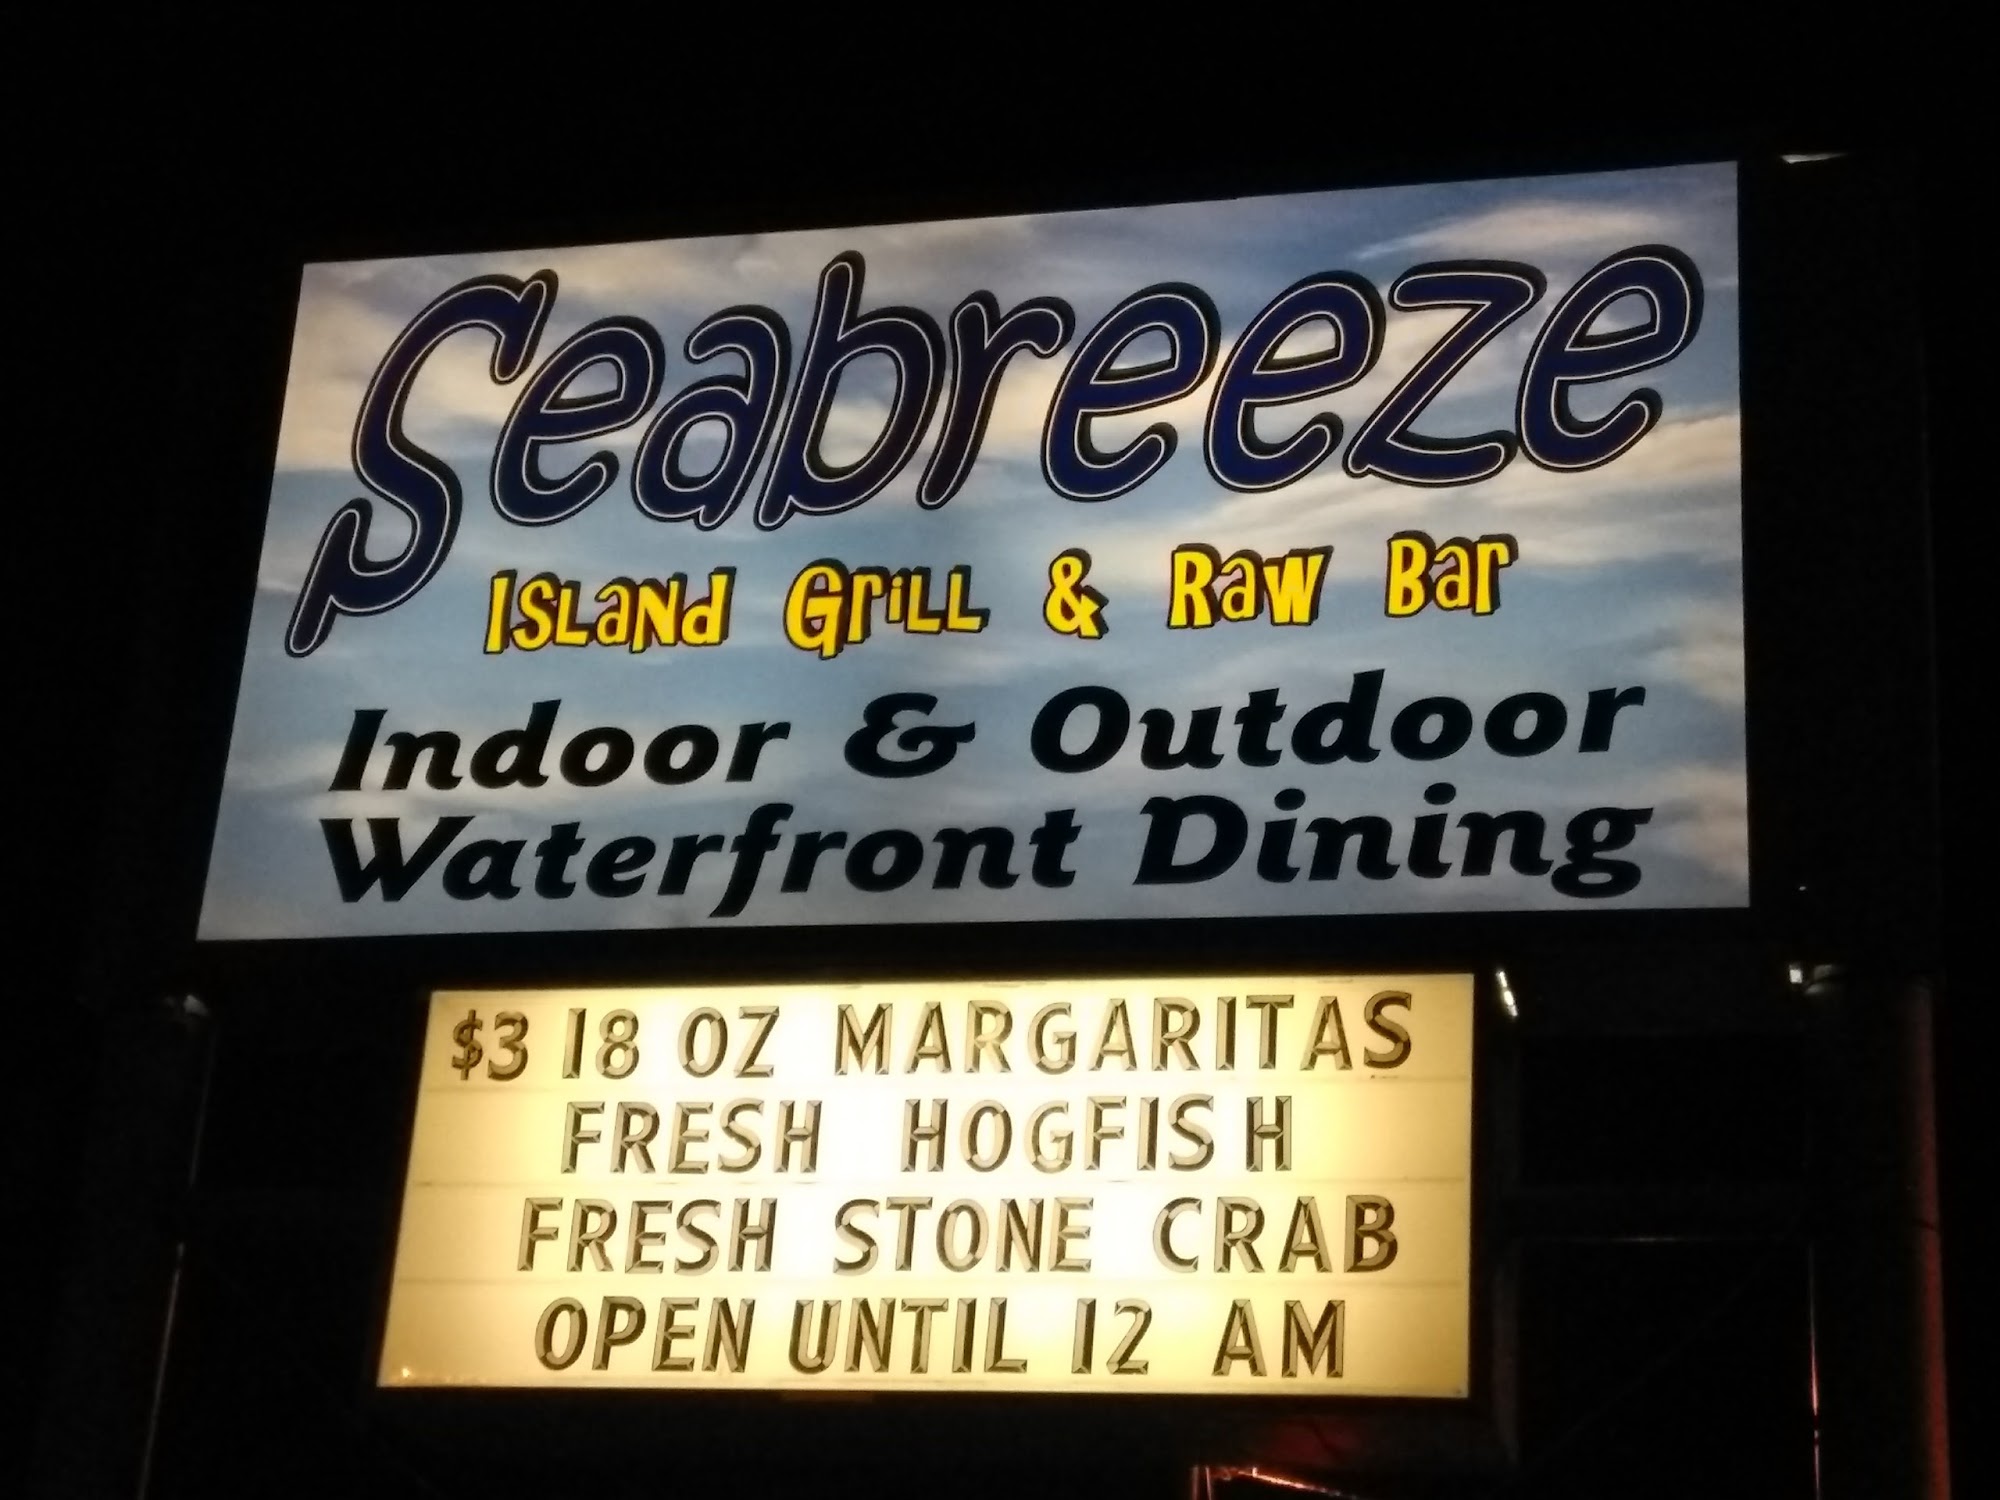 Seabreeze
Island Grill & Raw Bar
Indoor & Outdoor
Waterfront Dining
$3 18 OZ MARGARITAS
FRESH HOGFISH
FRESH STONE CRAB
OPEN UNTIL 12 AM